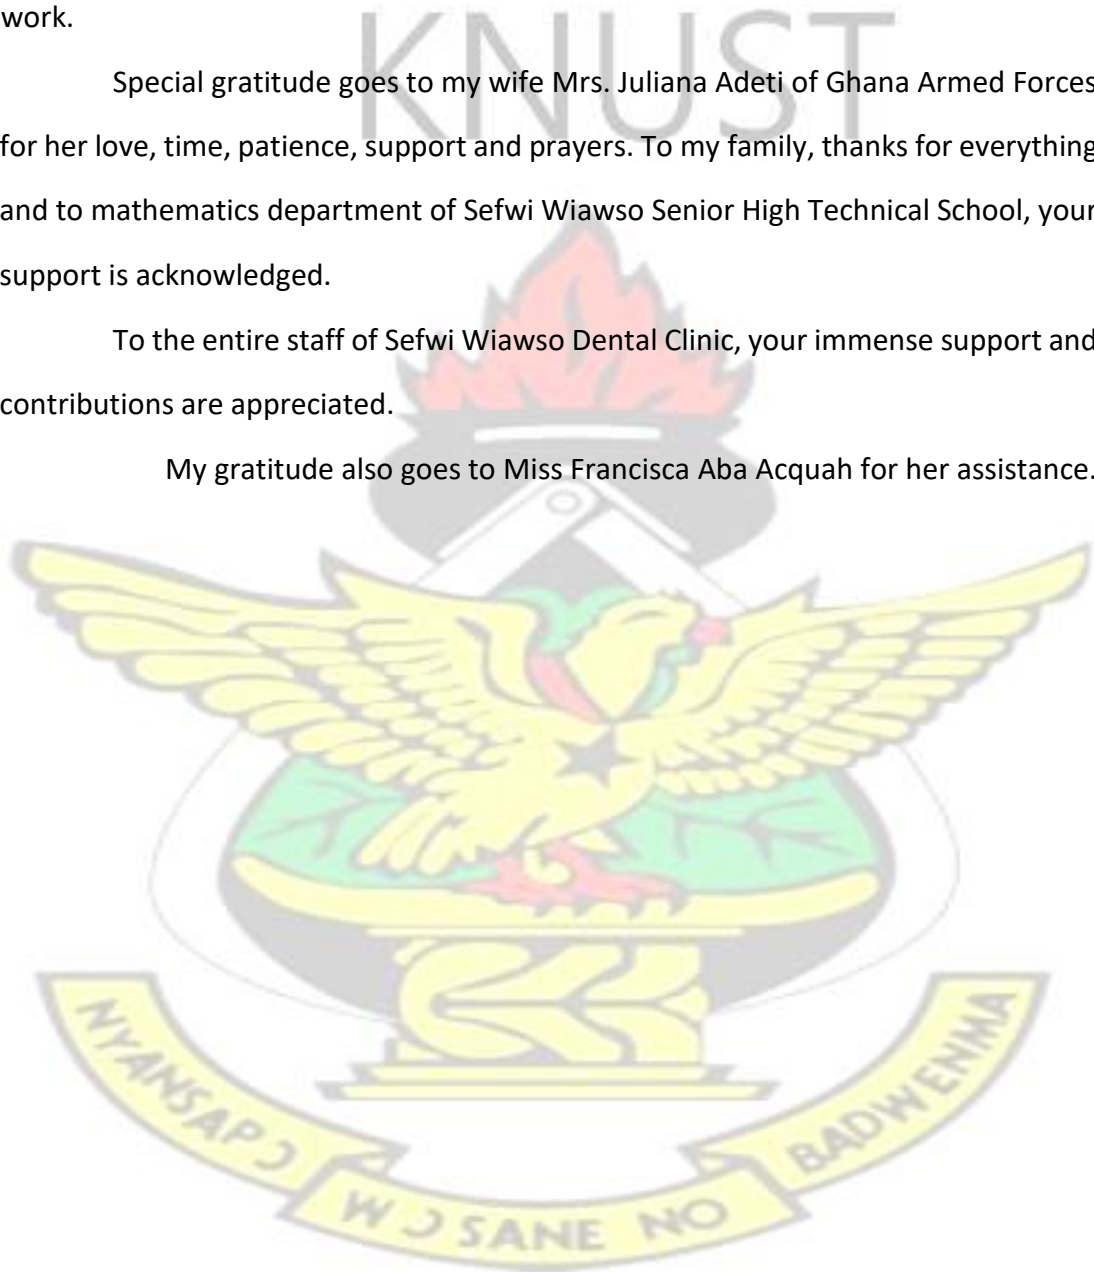 work.
KNUST
Special gratitude goes to my wife Mrs. Juliana Adeti of Ghana Armed Forces
for her love, time, patience, support and prayers. To my family, thanks for everything
and to mathematics department of Sefwi Wiawso Senior High Technical School, your
support is acknowledged.
To the entire staff of Sefwi Wiawso Dental Clinic, your immense support and
contributions are appreciated.
My gratitude also goes to Miss Francisca Aba Acquah for her assistance.
NYANSAPƆ
WƆSANE NO
BADWENMA